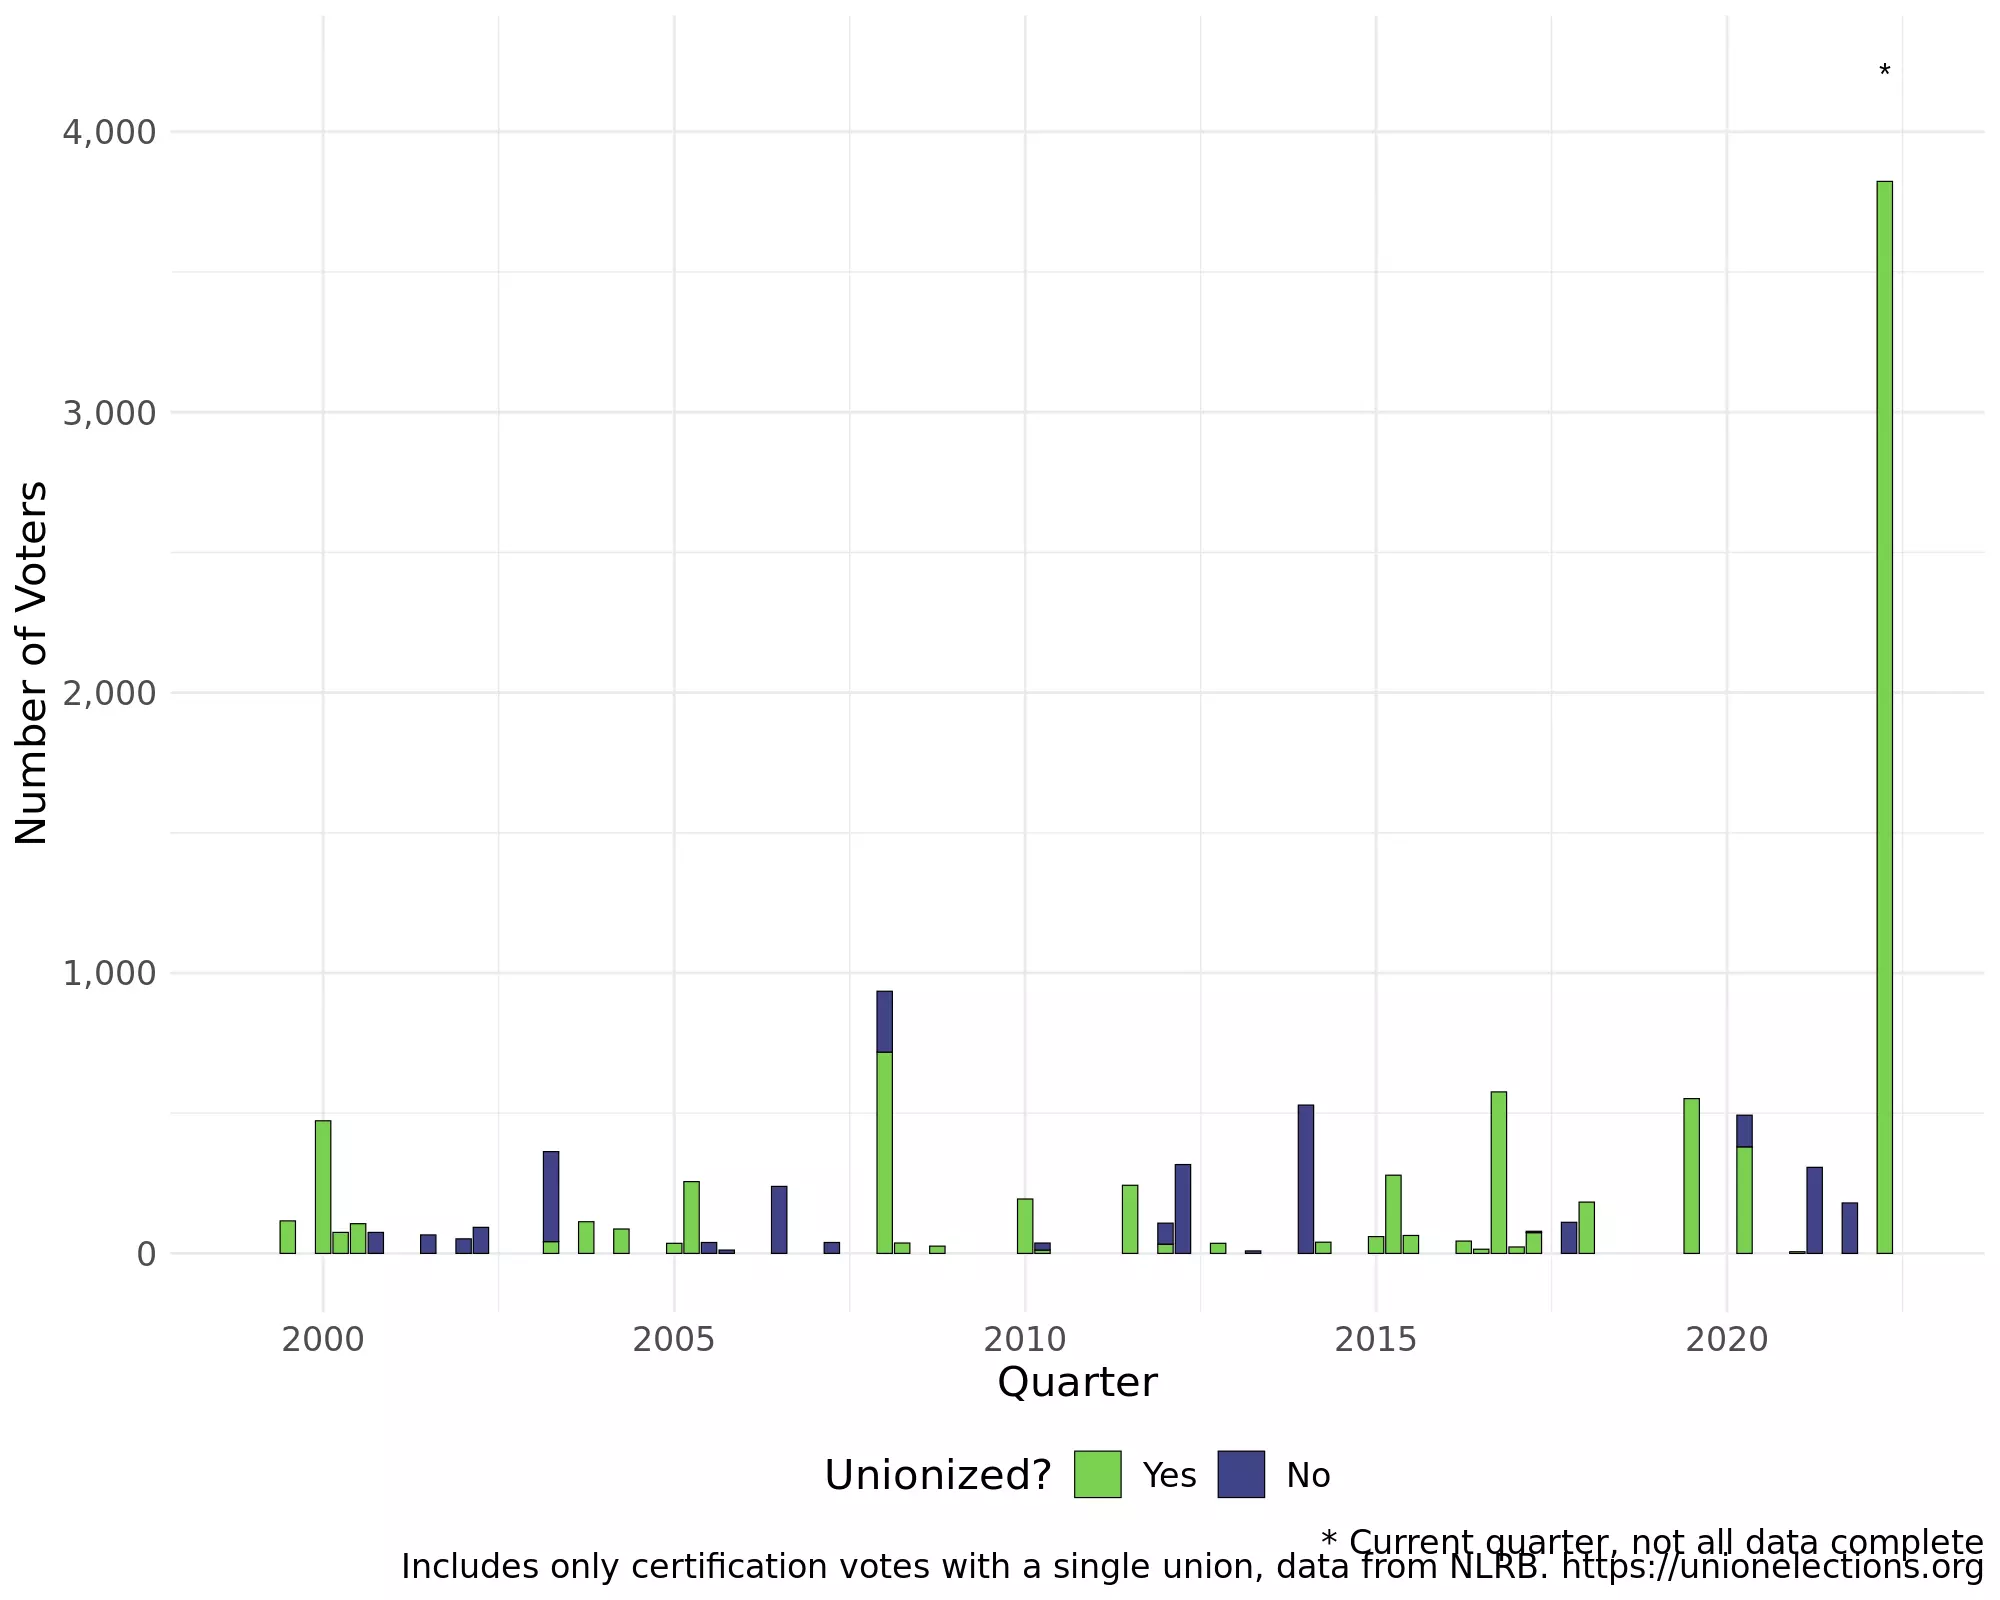 *
4,000
3,000
2,000
1,000
0
Number of Voters
2000 2005 2010 2015 2020
Quarter
Unionized? Yes No
* Current quarter, not all data complete
Includes only certification votes with a single union, data from NLRB. https://unionelections.org